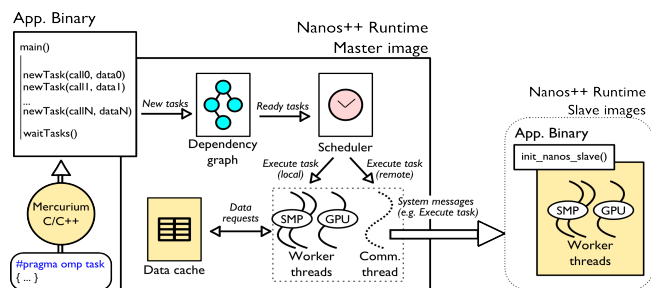 App. Binary
main()
newTask(call0, data0)
newTask(call1, data1)
...
newTask(callN, dataN)
waitTasks()
Mercurium
C/C++
#pragma omp task
{ ... }
Nanos++ Runtime
Master image
New tasks
Dependency
graph
Ready tasks
Scheduler
Execute task
(local)
Execute task
(remote)
Data cache
Data
requests
SMP
GPU
Worker
threads
Comm.
thread
System messages
(e.g. Execute task)
Nanos++ Runtime
Slave images
App. Binary
init_nanos_slave()
SMP
GPU
Worker
threads